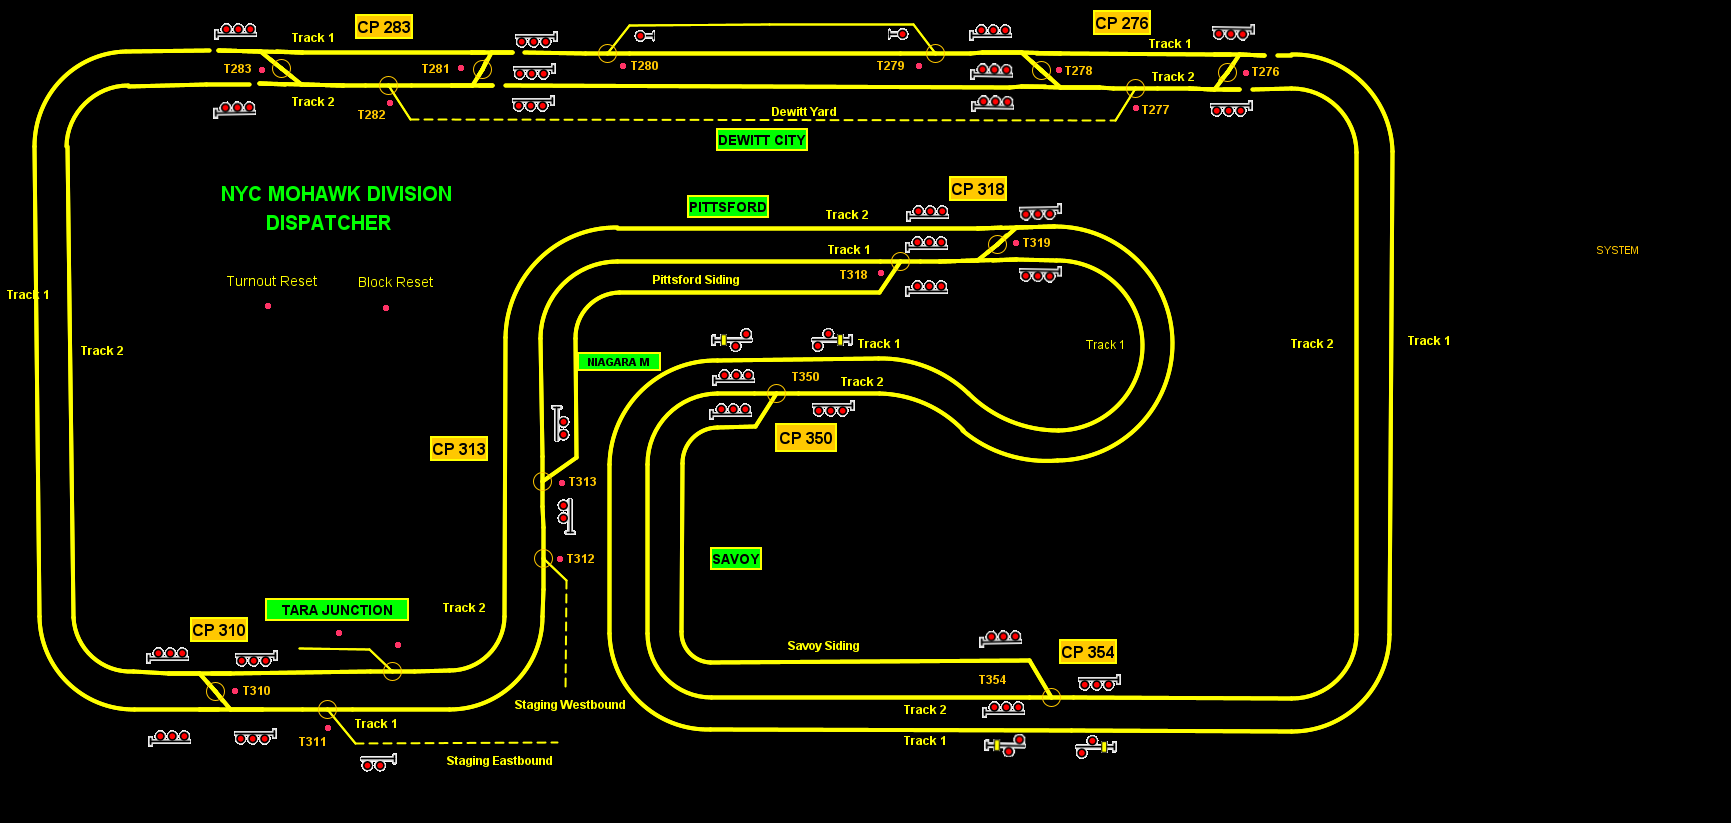 CP 283
CP 276
Track 1
Track 1
T283
T281
T280
T279
T278
T276
Track 2
Track 2
T282
Dewitt Yard
T277
DEWITT CITY
NYC MOHAWK DIVISION
DISPATCHER
CP 318
PITTSFORD
Track 2
Track 1
T319
SYSTEM
T318
Turnout Reset
Block Reset
Pittsford Siding
Track 1
Track 2
NIAGARA M
Track 1
Track 1
Track 2
Track 1
T350
Track 2
CP 313
CP 350
T313
T312
SAVOY
TARA JUNCTION
Track 2
CP 310
Savoy Siding
CP 354
T354
T310
Staging Westbound
Track 2
Track 1
T311
Track 1
Staging Eastbound